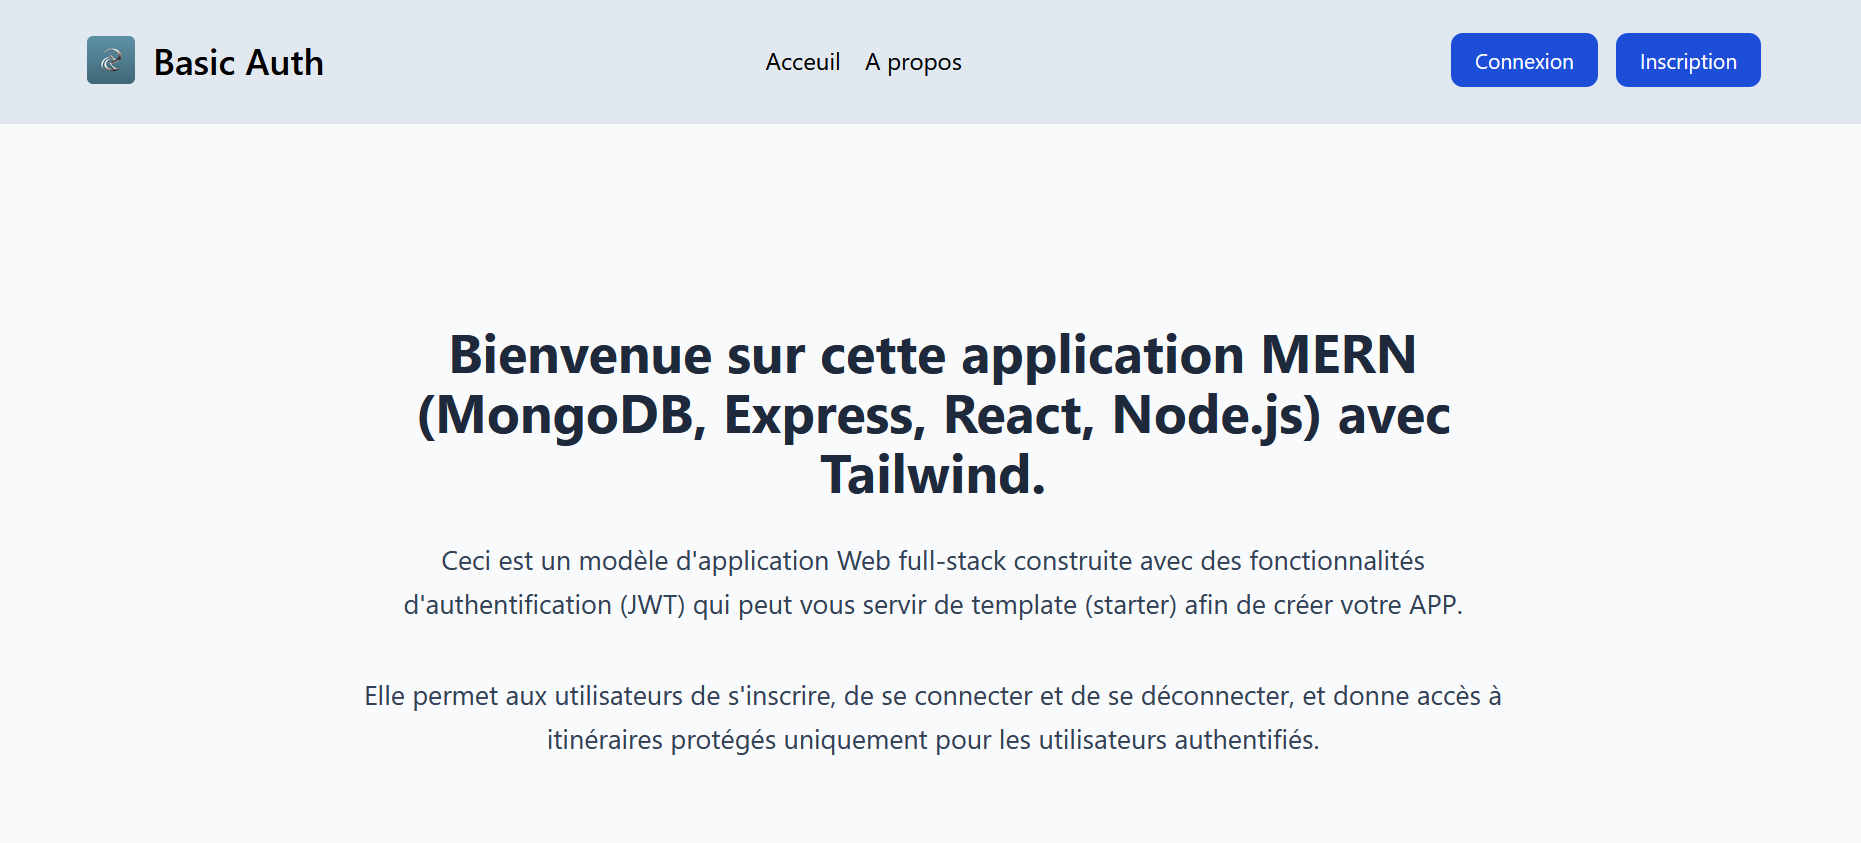 Basic Auth
Acceuil
A propos
Connexion
Inscription
Bienvenue sur cette application MERN
(MongoDB, Express, React, Node.js) avec
Tailwind.
Ceci est un modèle d'application Web full-stack construite avec des fonctionnalités
d'authentification (JWT) qui peut vous servir de template (starter) afin de créer votre APP.
Elle permet aux utilisateurs de s'inscrire, de se connecter et de se déconnecter, et donne accès à
itinéraires protégés uniquement pour les utilisateurs authentifiés.